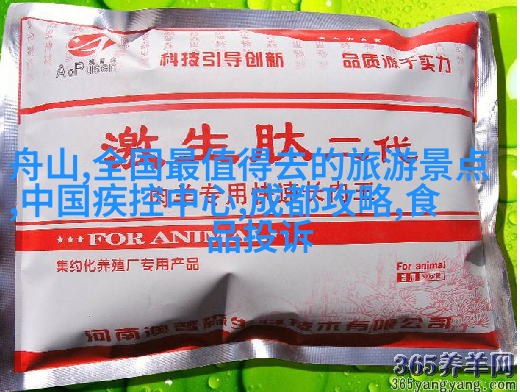 科技引导创新
品质源于实力
激生肽二代
舟山,全国最值得去的旅游景点
,中国疾控中心,成都攻略,食
品投诉
FOR ANIMA
集约化养殖厂专用产品
For animal
365养羊网
365yangyang.com